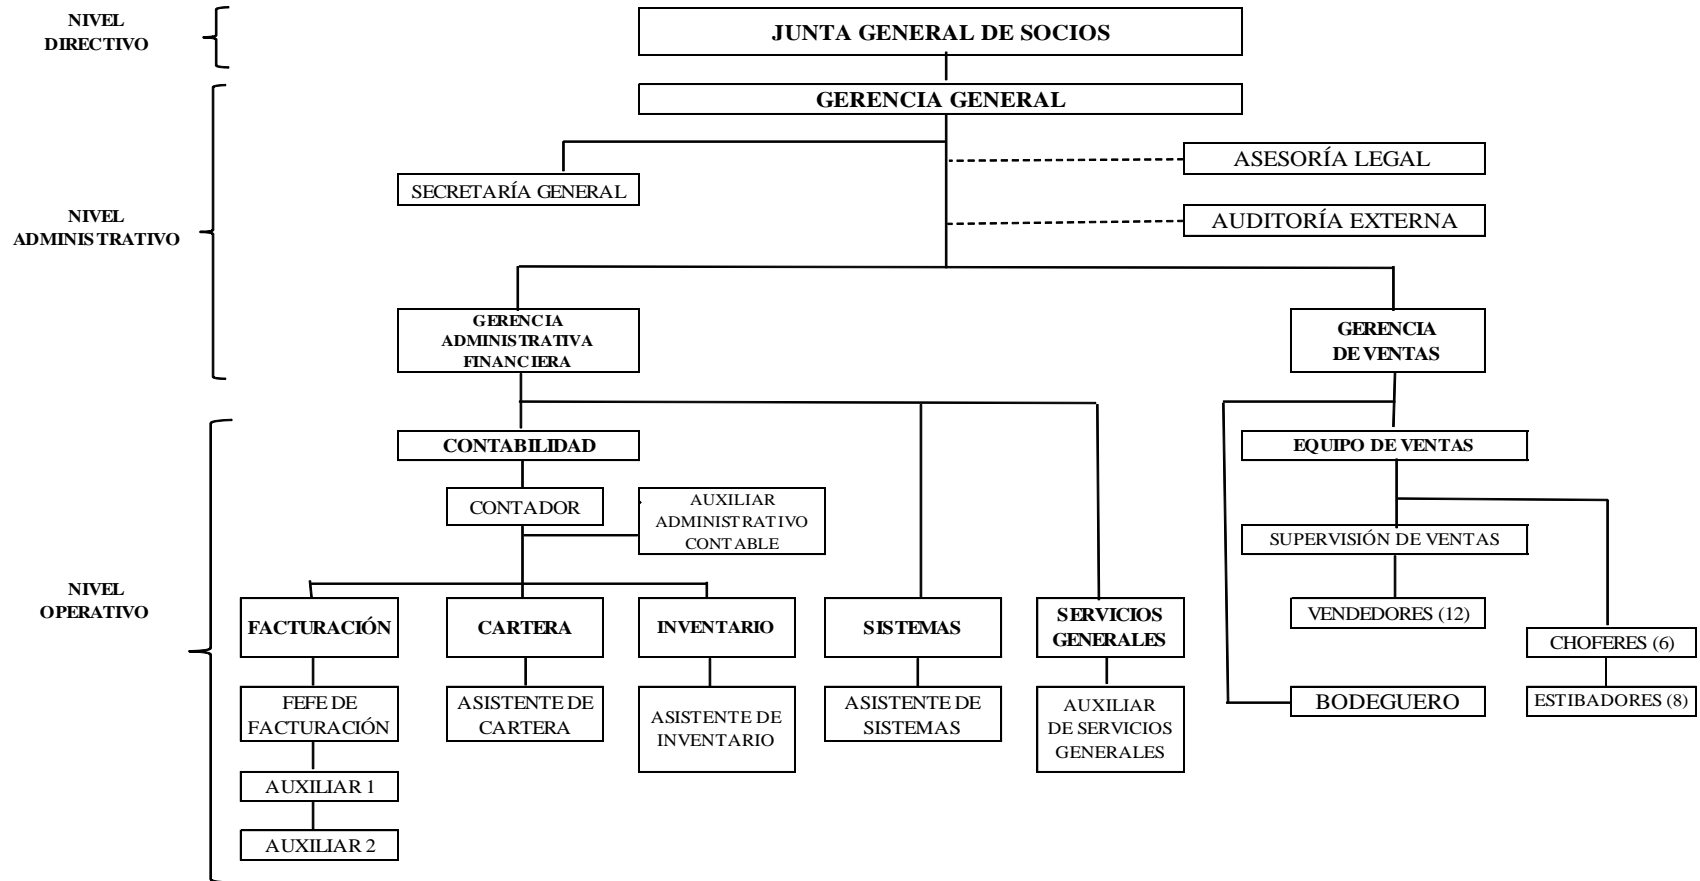 NIVEL
DIRECTIVO
JUNTA GENERAL DE SOCIOS
GERENCIA GENERAL
ASESORÍA LEGAL
SECRETARÍA GENERAL
NIVEL
ADMINISTRATIVO
AUDITORÍA EXTERNA
GERENCIA
ADMINISTRATIVA
FINANCIERA
GERENCIA
DE VENTAS
CONTABILIDAD
EQUIPO DE VENTAS
CONTADOR
AUXILIAR
ADMINISTRATIVO
CONTABLE
SUPERVISIÓN DE VENTAS
NIVEL
OPERATIVO
FACTURACIÓN
CARTERA
INVENTARIO
SISTEMAS
SERVICIOS
GENERALES
VENDEDORES (12)
CHOFERES (6)
FEFE DE
FACTURACIÓN
ASISTENTE DE
CARTERA
ASISTENTE DE
INVENTARIO
ASISTENTE DE
SISTEMAS
AUXILIAR
DE SERVICIOS
GENERALES
BODEGUERO
ESTIBADORES (8)
AUXILIAR 1
AUXILIAR 2